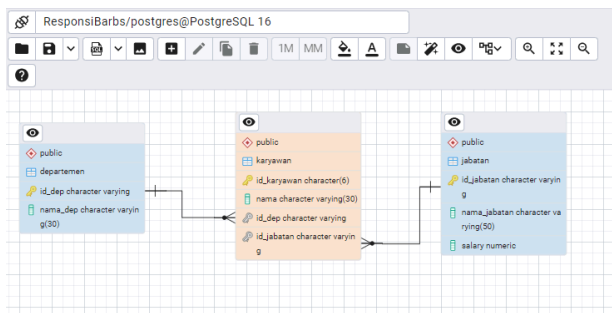 ResponsiBarbs/postgres@PostgreSQL 16
SQL
1M
MM
A
public
departemen
id_dep character varying
nama_dep character varyin
g(30)
public
karyawan
id_karyawan character(6)
nama character varying(30)
id_dep character varying
id_jabatan character varyin
g
public
jabatan
id_jabatan character varyin
g
nama_jabatan character va
rying(50)
salary numeric